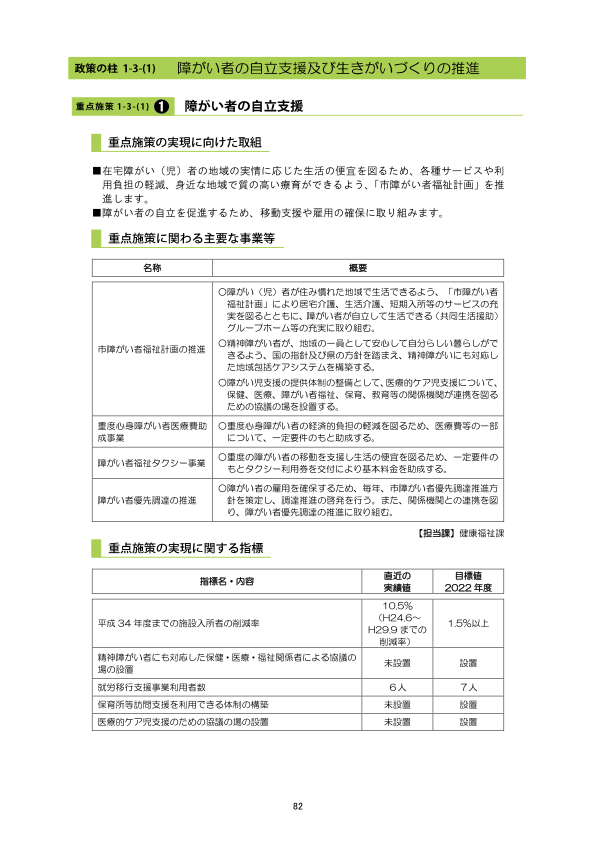 政策の柱 1-3-(1) 障がい者の自立支援及び生きがいづくりの推進
重点施策 1-3-(1) ❶ 障がい者の自立支援
重点施策の実現に向けた取組
■在宅障がい（児）者の地域の実情に応じた生活の便宜を図るため、各種サービスや利
用負担の軽減、身近な地域で質の高い療育ができるよう、「市障がい者福祉計画」を推
進します。
■障がい者の自立を促進するため、移動支援や雇用の確保に取り組みます。
重点施策に関わる主要な事業等
名称 概要
市障がい者福祉計画の推進
○障がい（児）者が住み慣れた地域で生活できるよう、「市障がい者
福祉計画」により居宅介護、生活介護、短期入所等のサービスの充
実を図るとともに、障がい者が自立して生活できる（共同生活援助）
グループホーム等の充実に取り組む。
○精神障がい者が、地域の一員として安心して自分らしい暮らしがで
きるよう、国の指針及び県の方針を踏まえ、精神障がいにも対応し
た地域包括ケアシステムを構築する。
○障がい児支援の提供体制の整備として、医療的ケア児支援について、
保健、医療、障がい者福祉、保育、教育等の関係機関が連携を図る
ための協議の場を設置する。
重度心身障がい者医療費助
成事業
○重度心身障がい者の経済的負担の軽減を図るため、医療費等の一部
について、一定要件のもと助成する。
障がい者福祉タクシー事業
○重度の障がい者の移動を支援し生活の便宜を図るため、一定要件の
もとタクシー利用券を交付により基本料金を助成する。
障がい者優先調達の推進
○障がい者の雇用を確保するため、毎年、市障がい者優先調達推進方
針を策定し、調達推進の啓発を行う。また、関係機関との連携を図
り、障がい者優先調達の推進に取り組む。
【担当課】健康福祉課
重点施策の実現に関する指標
指標名・内容
直近の
実績値
目標値
2022 年度
平成 34 年度までの施設入所者の削減率
10.5%
（H24.6～
H29.9 までの
削減率）
1.5%以上
精神障がい者にも対応した保健・医療・福祉関係者による協議の
場の設置
未設置 設置
就労移行支援事業利用者数 6人 7人
保育所等訪問支援を利用できる体制の構築 未設置 設置
医療的ケア児支援のための協議の場の設置 未設置 設置
82